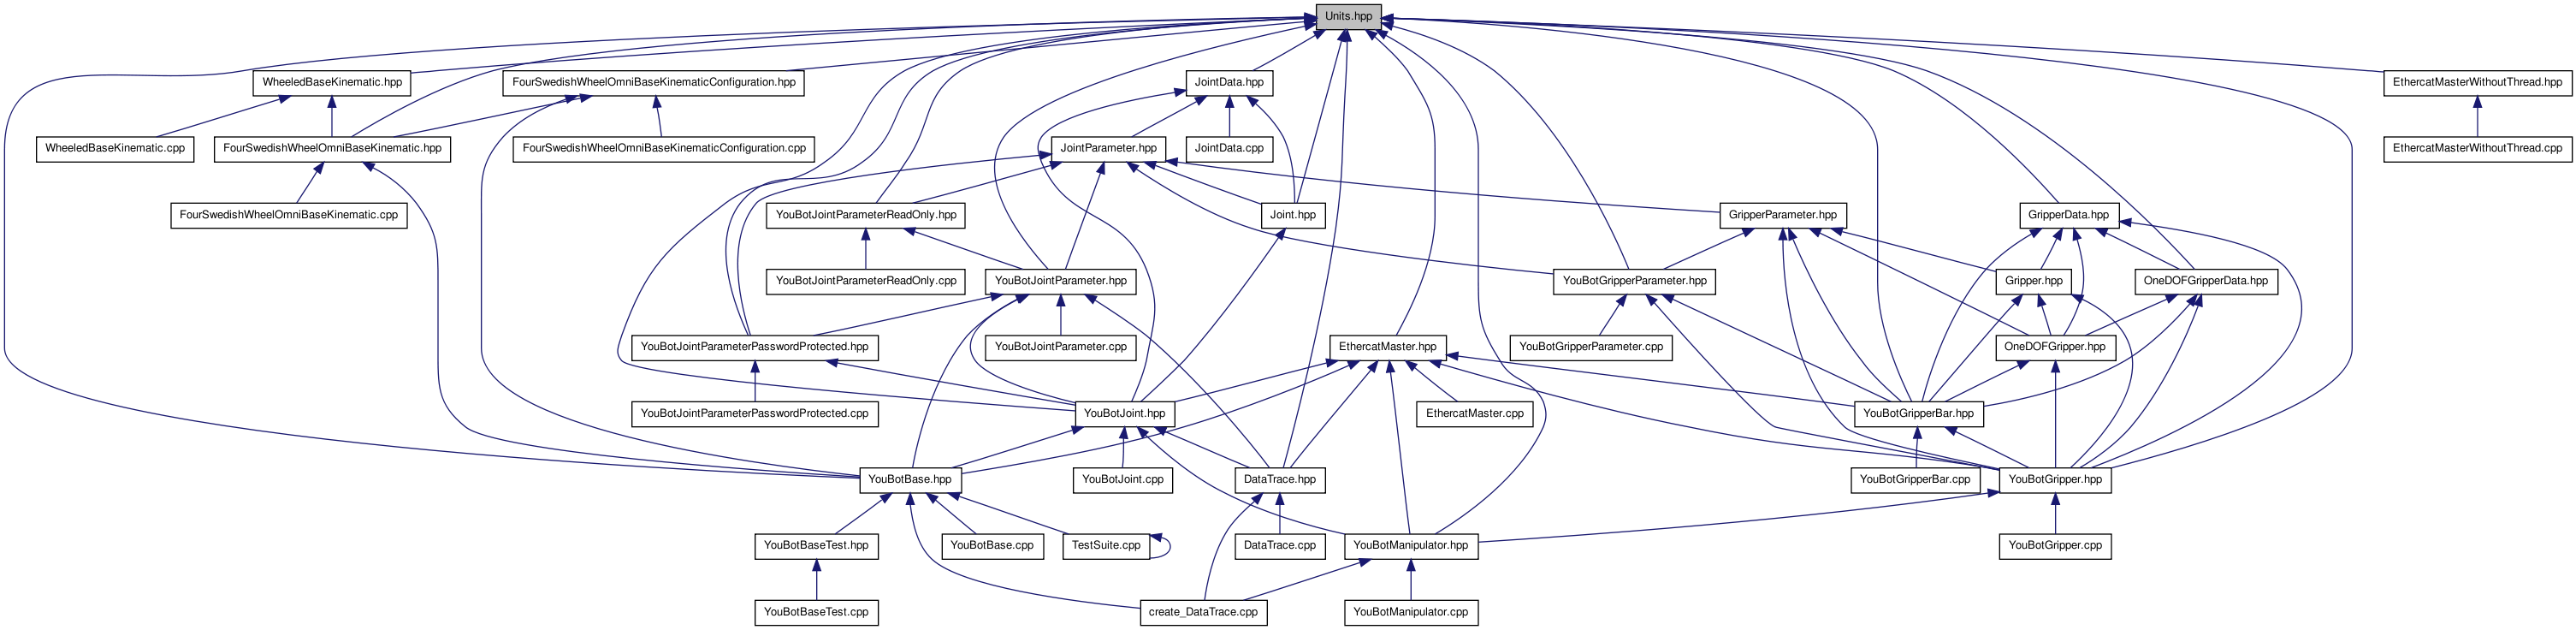 Units.hpp
WheeledBaseKinematic.hpp
FourSwedishWheelOmniBaseKinematicConfiguration.hpp
JointData.hpp
EthercatMasterWithoutThread.hpp
WheeledBaseKinematic.cpp
FourSwedishWheelOmniBaseKinematic.hpp
FourSwedishWheelOmniBaseKinematicConfiguration.cpp
JointParameter.hpp
JointData.cpp
EthercatMasterWithoutThread.cpp
FourSwedishWheelOmniBaseKinematic.cpp
YouBotJointParameterReadOnly.hpp
Joint.hpp
GripperParameter.hpp
GripperData.hpp
YouBotJointParameterReadOnly.cpp
YouBotJointParameter.hpp
YouBotGripperParameter.hpp
Gripper.hpp
OneDOFGripperData.hpp
YouBotJointParameterPasswordProtected.hpp
YouBotJointParameter.cpp
EthercatMaster.hpp
YouBotGripperParameter.cpp
OneDOFGripper.hpp
YouBotJointParameterPasswordProtected.cpp
YouBotJoint.hpp
EthercatMaster.cpp
YouBotGripperBar.hpp
YouBotBase.hpp
YouBotJoint.cpp
DataTrace.hpp
YouBotGripperBar.cpp
YouBotGripper.hpp
YouBotBaseTest.hpp
YouBotBase.cpp
TestSuite.cpp
DataTrace.cpp
YouBotManipulator.hpp
YouBotGripper.cpp
YouBotBaseTest.cpp
create_DataTrace.cpp
YouBotManipulator.cpp